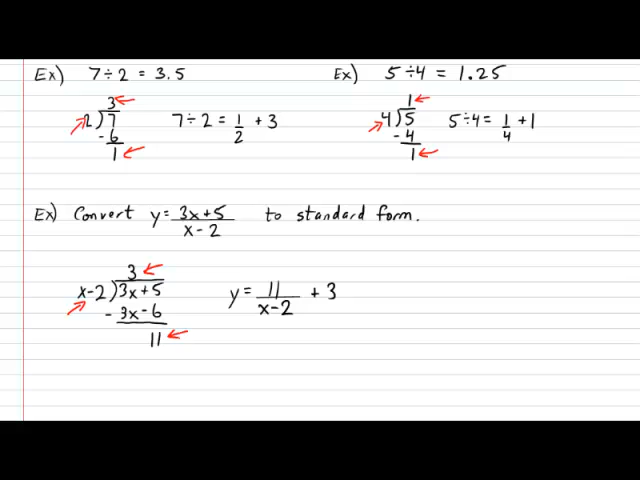 Ex) 7÷2 = 3.5
3
2)7
-6
1
7÷2 = 1/2 + 3
Ex) 5÷4 = 1.25
1
4)5
-4
1
5÷4 = 1/4 + 1
Ex) Convert y = 3x+5/x-2 to standard form.
3
x-2)3x+5
-3x-6
11
y = 11/x-2 + 3